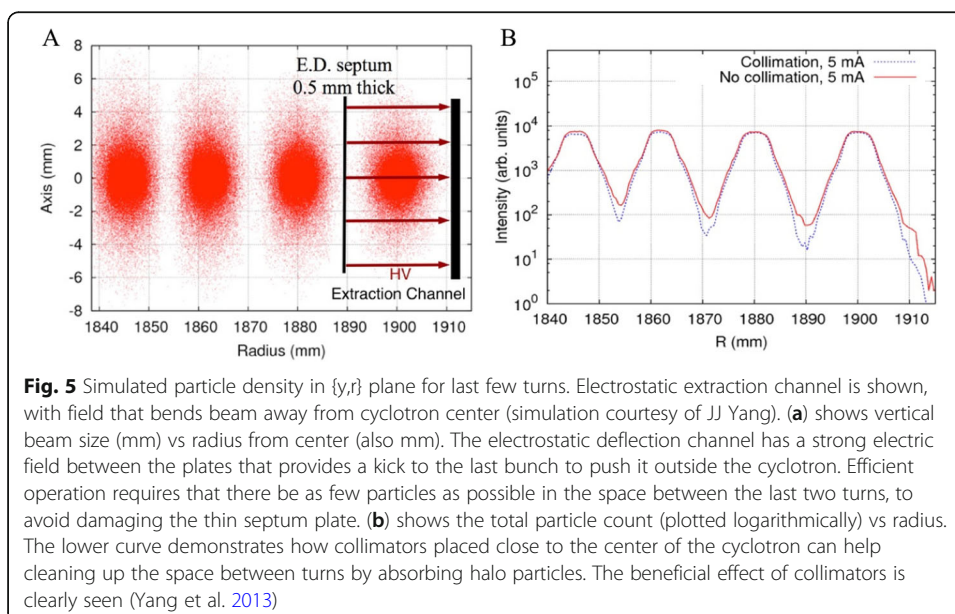 A
8
6
4
2
0
-2
-4
-6
-8
Axis (mm)
E.D. septum
0.5 mm thick
HV
Extraction Channel
1840 1850 1860 1870 1880 1890 1900 1910
Radius (mm)
B
Collimation, 5 mA
No collimation, 5 mA
10^5
10^4
10^3
10^2
10^1
10^0
Intensity (arb. units)
1840 1850 1860 1870 1880 1890 1900 1910
R (mm)
Fig. 5 Simulated particle density in {y,r} plane for last few turns. Electrostatic extraction channel is shown,
with field that bends beam away from cyclotron center (simulation courtesy of JJ Yang). (a) shows vertical
beam size (mm) vs radius from center (also mm). The electrostatic deflection channel has a strong electric
field between the plates that provides a kick to the last bunch to push it outside the cyclotron. Efficient
operation requires that there be as few particles as possible in the space between the last two turns, to
avoid damaging the thin septum plate. (b) shows the total particle count (plotted logarithmically) vs radius.
The lower curve demonstrates how collimators placed close to the center of the cyclotron can help
cleaning up the space between turns by absorbing halo particles. The beneficial effect of collimators is
clearly seen (Yang et al. 2013)